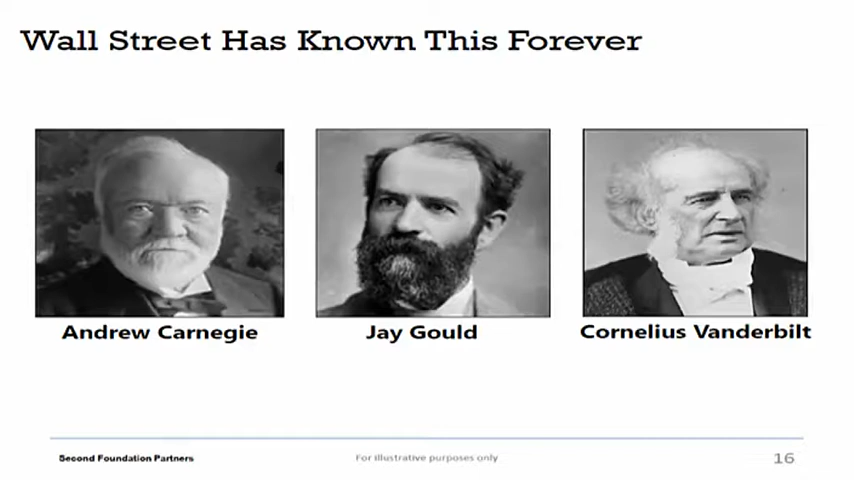 Wall Street Has Known This Forever
Andrew Carnegie
Jay Gould
Cornelius Vanderbilt
Second Foundation Partners
For illustrative purposes only
16